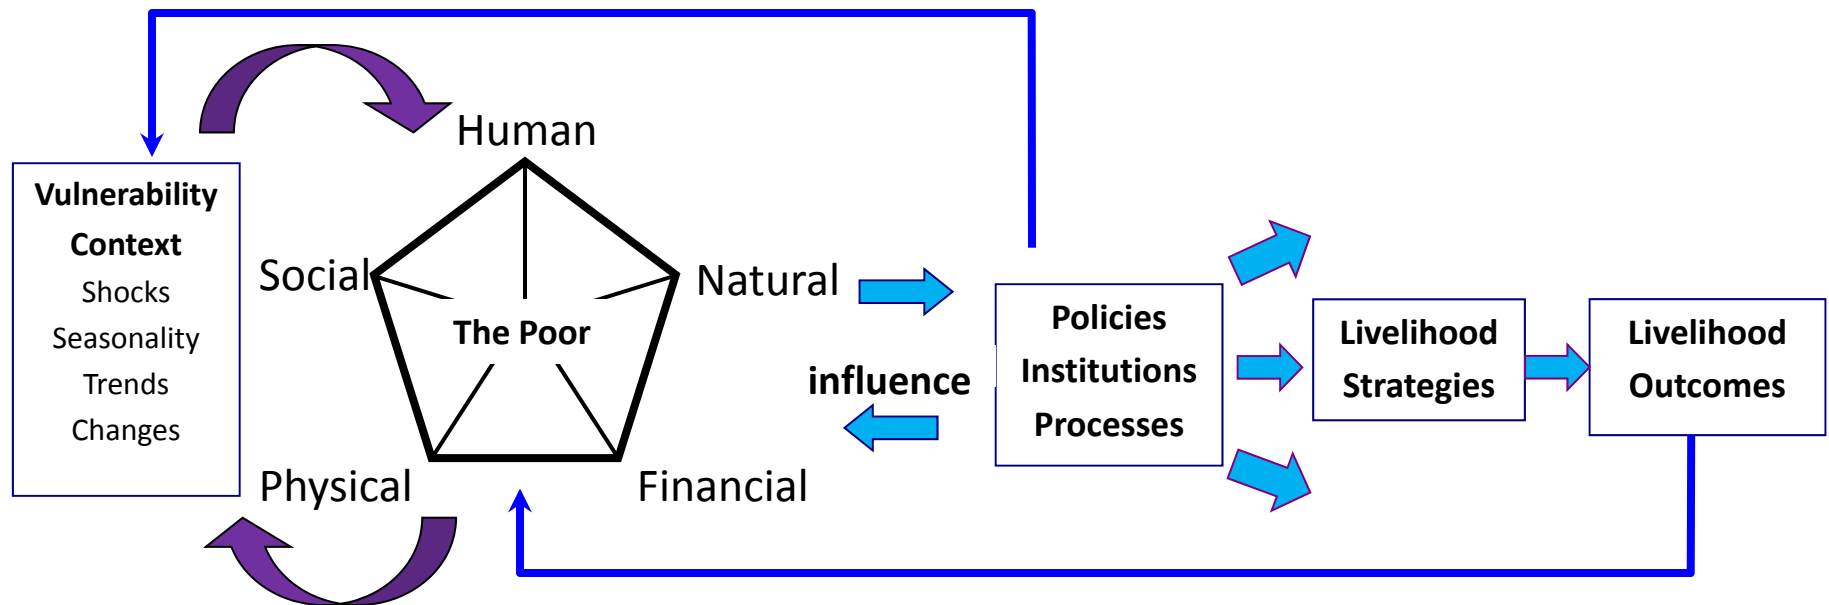 Vulnerability
Context
Shocks
Seasonality
Trends
Changes
Human
Social
Natural
The Poor
Physical
Financial
influence
Policies
Institutions
Processes
Livelihood
Strategies
Livelihood
Outcomes